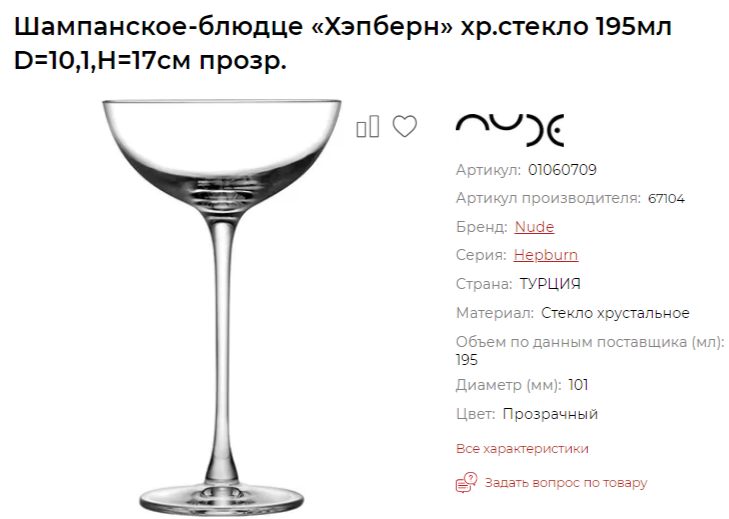 Шампанское-блюдце «Хэпберн» хр.стекло 195мл
D=10,1,H=17см прозр.
NUDE
Артикул: 01060709
Артикул производителя: 67104
Бренд: Nude
Серия: Hepburn
Страна: ТУРЦИЯ
Материал: Стекло хрустальное
Объем по данным поставщика (мл):
195
Диаметр (мм): 101
Цвет: Прозрачный
Все характеристики
Задать вопрос по товару